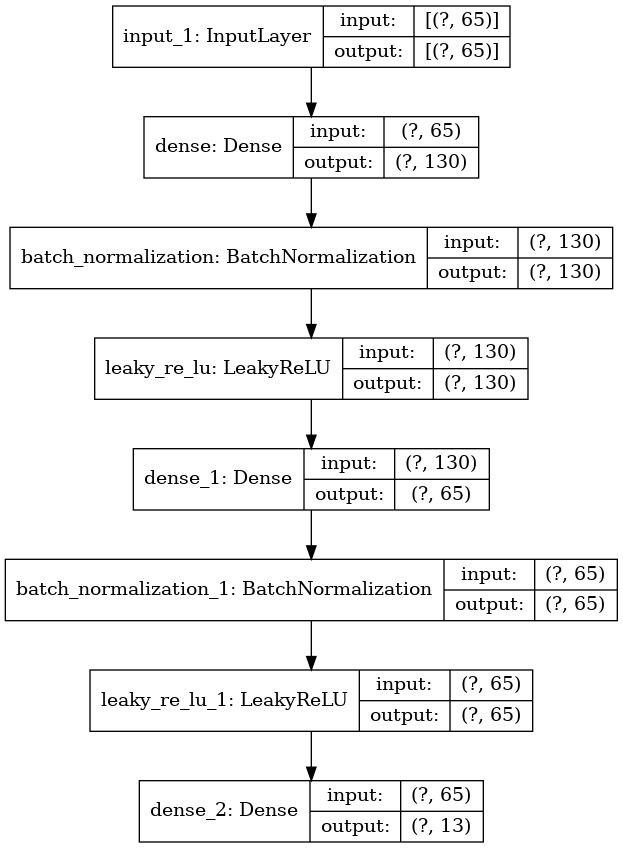 input_1: InputLayer
input: [(?, 65)]
output: [(?, 65)]
dense: Dense
input: (?, 65)
output: (?, 130)
batch_normalization: BatchNormalization
input: (?, 130)
output: (?, 130)
leaky_re_lu: LeakyReLU
input: (?, 130)
output: (?, 130)
dense_1: Dense
input: (?, 130)
output: (?, 65)
batch_normalization_1: BatchNormalization
input: (?, 65)
output: (?, 65)
leaky_re_lu_1: LeakyReLU
input: (?, 65)
output: (?, 65)
dense_2: Dense
input: (?, 65)
output: (?, 13)